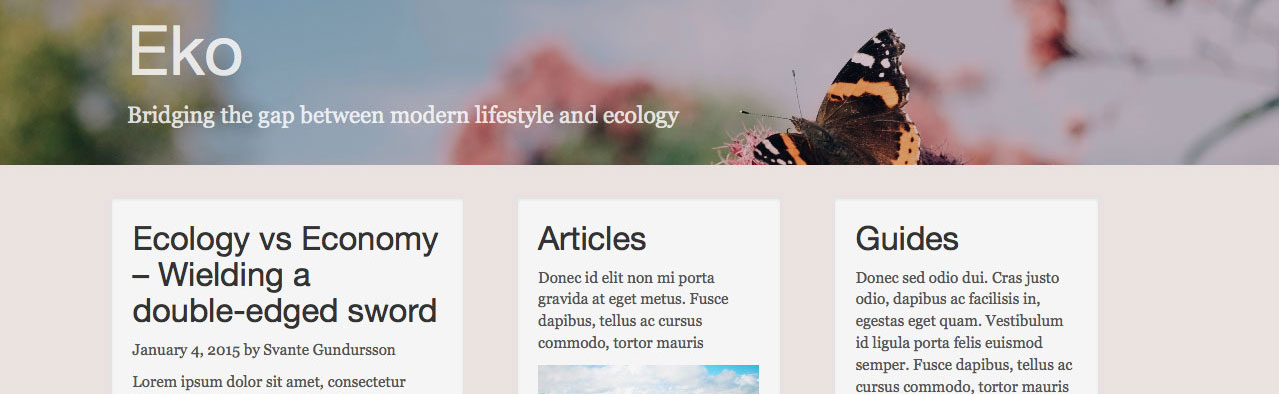 Eko
Bridging the gap between modern lifestyle and ecology
Ecology vs Economy
– Wielding a
double-edged sword
January 4, 2015 by Svante Gundursson
Lorem ipsum dolor sit amet, consectetur
Articles
Donec id elit non mi porta
gravida at eget metus. Fusce
dapibus, tellus ac cursus
commodo, tortor mauris
Guides
Donec sed odio dui. Cras justo
odio, dapibus ac facilisis in,
egestas eget quam. Vestibulum
id ligula porta felis euismod
semper. Fusce dapibus, tellus ac
cursus commodo, tortor mauris